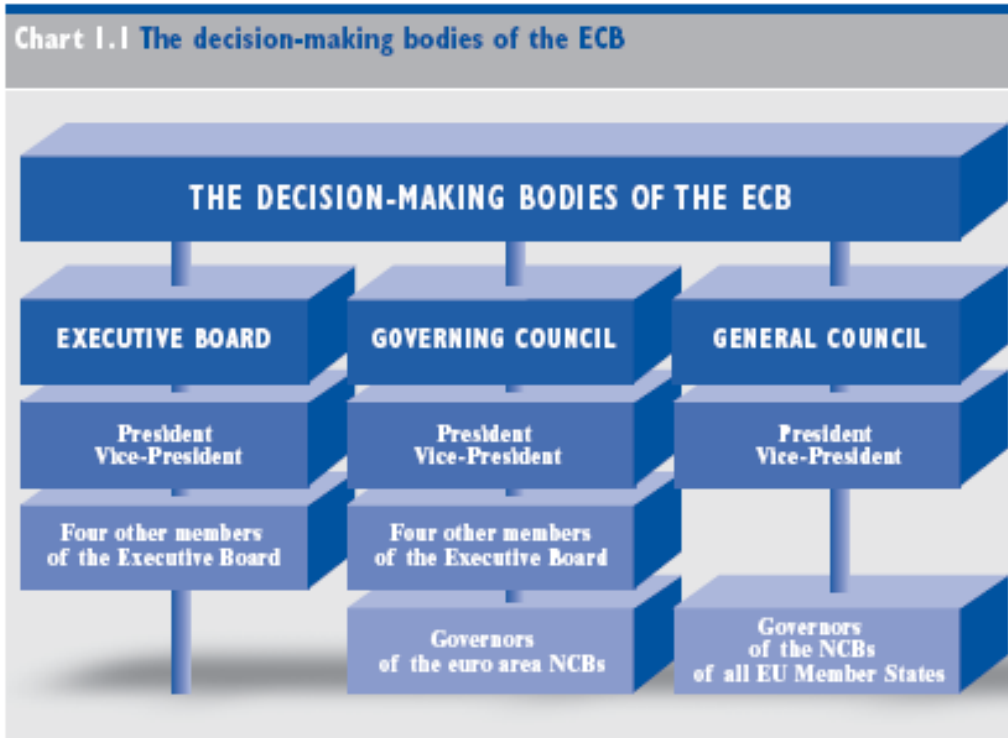 Chart 1.1 The decision-making bodies of the ECB
THE DECISION-MAKING BODIES OF THE ECB
EXECUTIVE BOARD
President
Vice-President
Four other members
of the Executive Board
GOVERNING COUNCIL
President
Vice-President
Four other members
of the Executive Board
Governors
of the euro area NCBs
GENERAL COUNCIL
President
Vice-President
Governors
of the NCBs
of all EU Member States